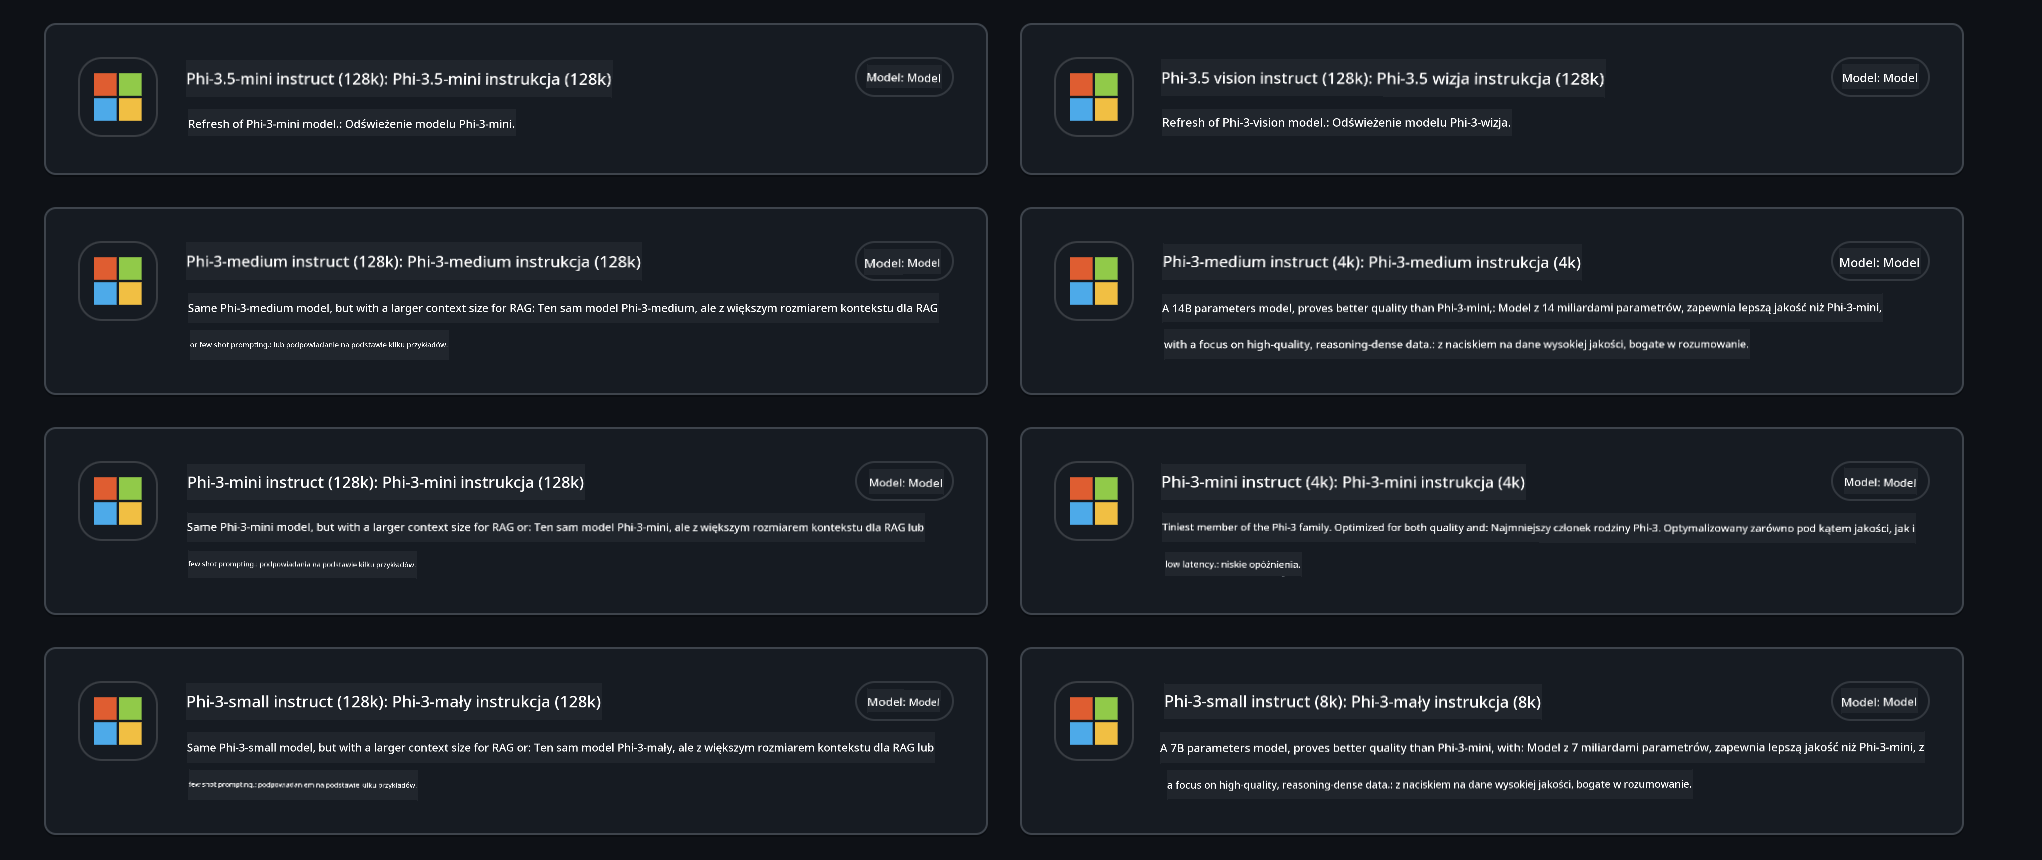 Phi-3.5-mini instruct (128k): Phi-3.5-mini instrukcja (128k)
Model: Model
Refresh of Phi-3-mini model.: Odświeżenie modelu Phi-3-mini.
Phi-3.5 vision instruct (128k): Phi-3.5 wizja instrukcja (128k)
Model: Model
Refresh of Phi-3-vision model.: Odświeżenie modelu Phi-3-wizja.
Phi-3-medium instruct (128k): Phi-3-medium instrukcja (128k)
Model: Model
Same Phi-3-medium model, but with a larger context size for RAG: Ten sam model Phi-3-medium, ale z większym rozmiarem kontekstu dla RAG
or few shot prompting.: lub podpowiadanie na podstawie kilku przykładów.
Phi-3-medium instruct (4k): Phi-3-medium instrukcja (4k)
Model: Model
A 14B parameters model, proves better quality than Phi-3-mini,: Model z 14 miliardami parametrów, zapewnia lepszą jakość niż Phi-3-mini,
with a focus on high-quality, reasoning-dense data.: z naciskiem na dane wysokiej jakości, bogate w rozumowanie.
Phi-3-mini instruct (128k): Phi-3-mini instrukcja (128k)
Model: Model
Same Phi-3-mini model, but with a larger context size for RAG or: Ten sam model Phi-3-mini, ale z większym rozmiarem kontekstu dla RAG lub
few shot prompting.: podpowiadania na podstawie kilku przykładów.
Phi-3-mini instruct (4k): Phi-3-mini instrukcja (4k)
Model: Model
Tiniest member of the Phi-3 family. Optimized for both quality and: Najmniejszy członek rodziny Phi-3. Optymalizowany zarówno pod kątem jakości, jak i
low latency.: niskie opóźnienia.
Phi-3-small instruct (128k): Phi-3-mały instrukcja (128k)
Model: Model
Same Phi-3-small model, but with a larger context size for RAG or: Ten sam model Phi-3-mały, ale z większym rozmiarem kontekstu dla RAG lub
few shot prompting.: podpowiadaniem na podstawie kilku przykładów.
Phi-3-small instruct (8k): Phi-3-mały instrukcja (8k)
Model: Model
A 7B parameters model, proves better quality than Phi-3-mini, with: Model z 7 miliardami parametrów, zapewnia lepszą jakość niż Phi-3-mini, z
a focus on high-quality, reasoning-dense data.: z naciskiem na dane wysokiej jakości, bogate w rozumowanie.